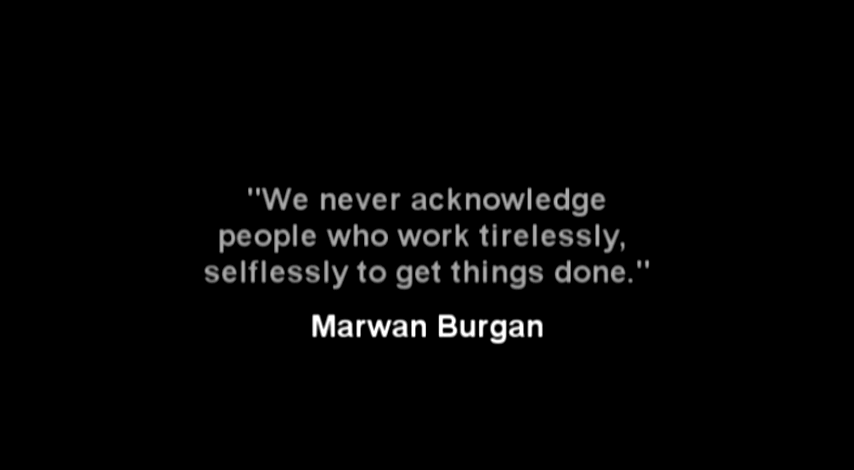 "We never acknowledge
people who work tirelessly,
selflessly to get things done."
Marwan Burgan